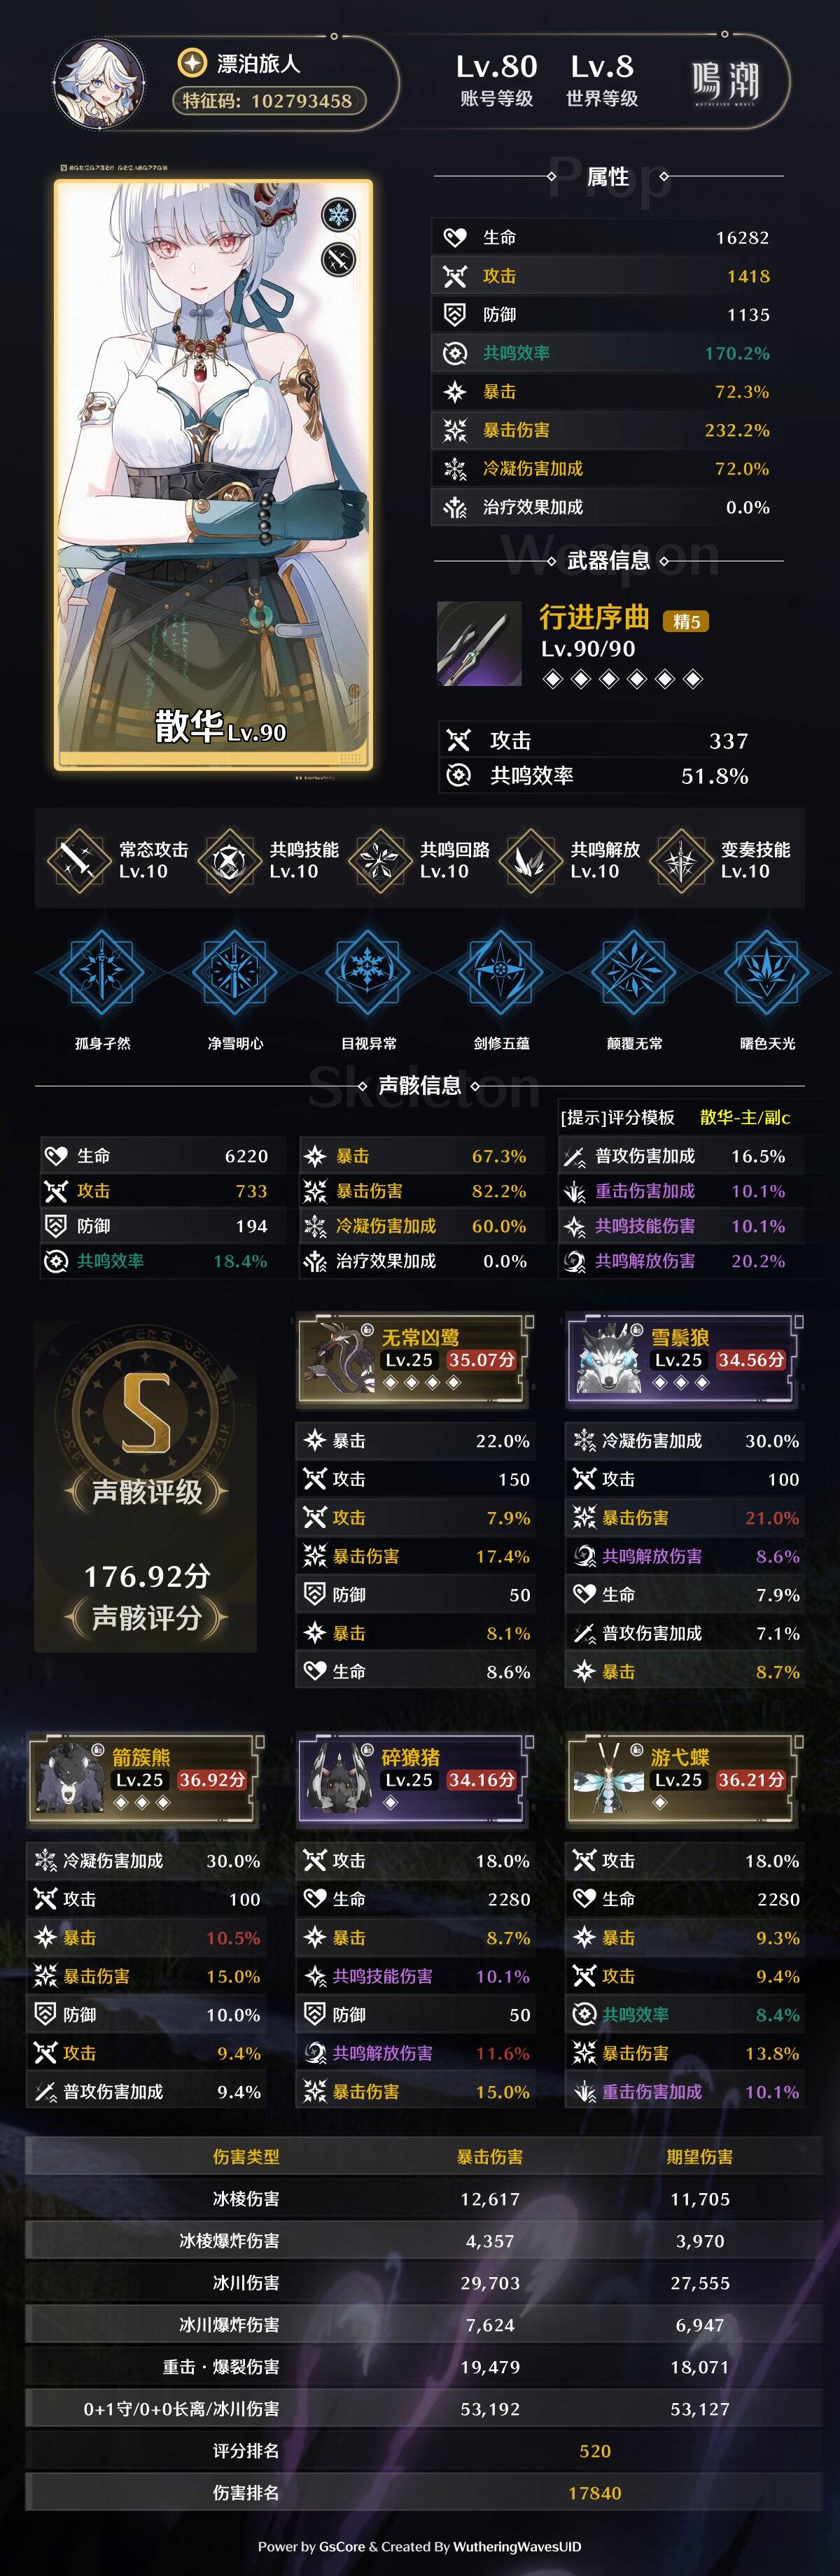 漂泊旅人
特征码: 102793458
Lv.80
账号等级
Lv.8
世界等级
鳴潮
WUTHERING WAVES
散华Lv.90
Prop
属性
生命 16282
攻击 1418
防御 1135
共鸣效率 170.2%
暴击 72.3%
暴击伤害 232.2%
冷凝伤害加成 72.0%
治疗效果加成 0.0%
Weapon
武器信息
行进序曲 精5
Lv.90/90
攻击 337
共鸣效率 51.8%
常态攻击 Lv.10
共鸣技能 Lv.10
共鸣回路 Lv.10
共鸣解放 Lv.10
变奏技能 Lv.10
孤身孑然 净雪明心 目视异常 剑修五蕴 颠覆无常 曙色天光
Skeleton
声骸信息
[提示]评分模板 散华-主/副c
生命 6220
攻击 733
防御 194
共鸣效率 18.4%
暴击 67.3%
暴击伤害 82.2%
冷凝伤害加成 60.0%
治疗效果加成 0.0%
普攻伤害加成 16.5%
重击伤害加成 10.1%
共鸣技能伤害 10.1%
共鸣解放伤害 20.2%
S
声骸评级
176.92分
声骸评分
无常凶鹭
Lv.25 35.07分
暴击 22.0%
攻击 150
攻击 7.9%
暴击伤害 17.4%
防御 50
暴击 8.1%
生命 8.6%
雪鬃狼
Lv.25 34.56分
冷凝伤害加成 30.0%
攻击 100
暴击伤害 21.0%
共鸣解放伤害 8.6%
生命 7.9%
普攻伤害加成 7.1%
暴击 8.7%
箭簇熊
Lv.25 36.92分
冷凝伤害加成 30.0%
攻击 100
暴击 10.5%
暴击伤害 15.0%
防御 10.0%
攻击 9.4%
普攻伤害加成 9.4%
碎獠猪
Lv.25 34.16分
攻击 18.0%
生命 2280
暴击 8.7%
共鸣技能伤害 10.1%
防御 50
共鸣解放伤害 11.6%
暴击伤害 15.0%
游弋蝶
Lv.25 36.21分
攻击 18.0%
生命 2280
暴击 9.3%
攻击 9.4%
共鸣效率 8.4%
暴击伤害 13.8%
重击伤害加成 10.1%
伤害类型 暴击伤害 期望伤害
冰棱伤害 12,617 11,705
冰棱爆炸伤害 4,357 3,970
冰川伤害 29,703 27,555
冰川爆炸伤害 7,624 6,947
重击·爆裂伤害 19,479 18,071
0+1守/0+0长离/冰川伤害 53,192 53,127
评分排名 520
伤害排名 17840
Power by GsCore & Created By WutheringWavesUID